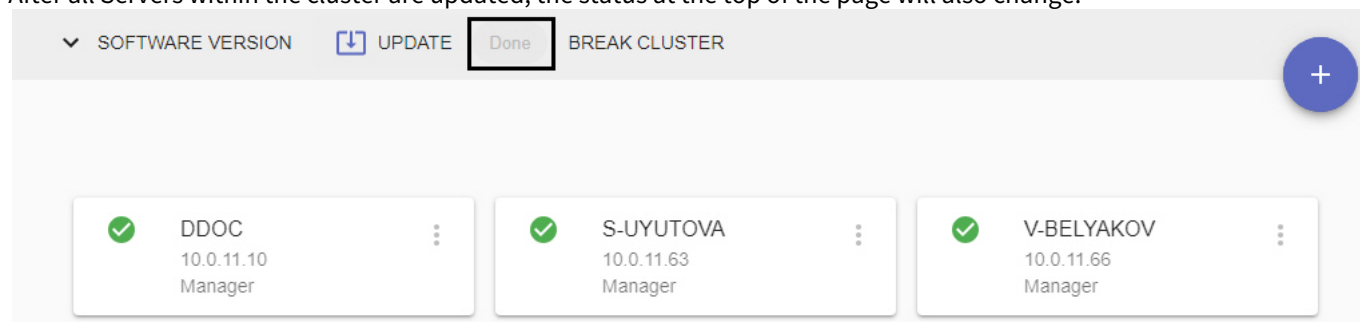 After all Servers within the cluster are updated, the status at the top of the page will also change.
SOFTWARE VERSION UPDATE Done BREAK CLUSTER
+
DDOC
10.0.11.10
Manager
S-UYUTOVA
10.0.11.63
Manager
V-BELYAKOV
10.0.11.66
Manager